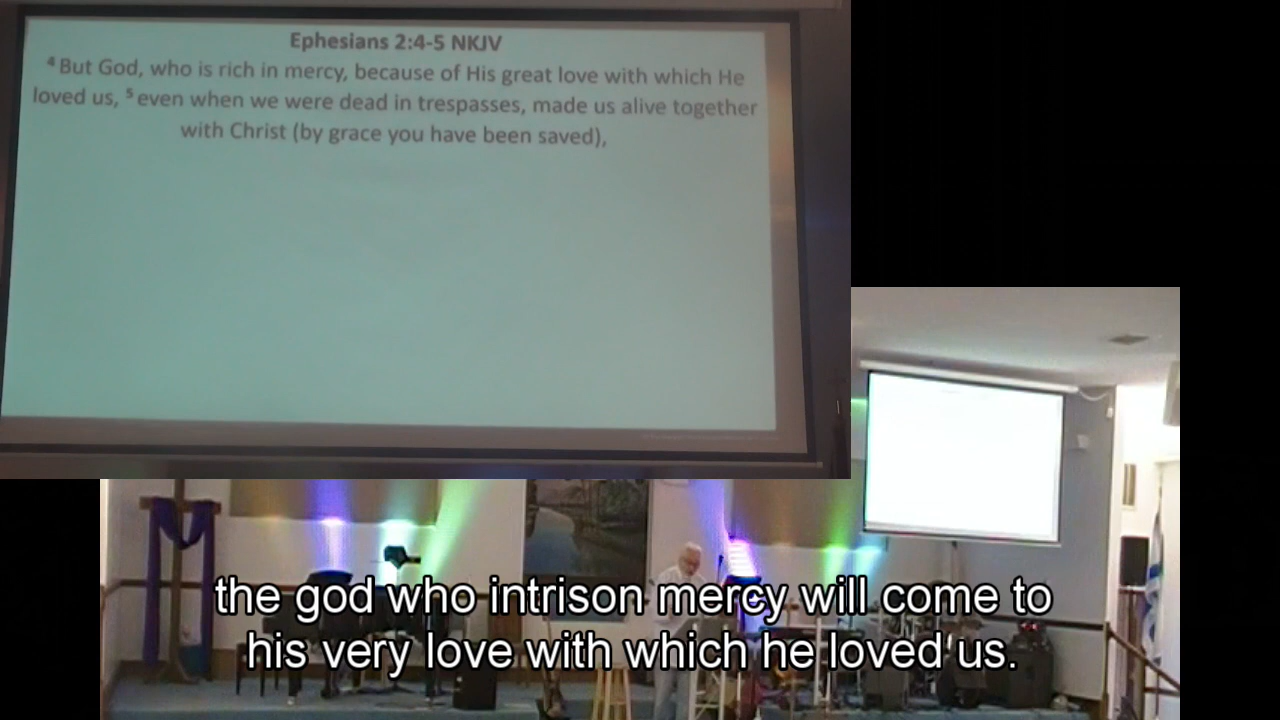 Ephesians 2:4-5 NKJV
⁴ But God, who is rich in mercy, because of His great love with which He
loved us, ⁵ even when we were dead in trespasses, made us alive together
with Christ (by grace you have been saved),
the god who intrison mercy will come to
his very love with which he loved us.